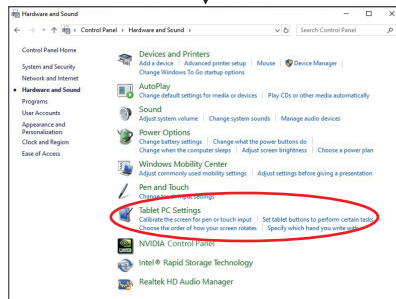 Hardware and Sound
Control Panel > Hardware and Sound >
Search Control Panel
Control Panel Home
System and Security
Network and Internet
Hardware and Sound
Programs
User Accounts
Appearance and
Personalization
Clock and Region
Ease of Access
Devices and Printers
Add a device | Advanced printer setup | Mouse | Device Manager |
Change Windows To Go startup options
AutoPlay
Change default settings for media or devices | Play CDs or other media automatically
Sound
Adjust system volume | Change system sounds | Manage audio devices
Power Options
Change battery settings | Change what the power buttons do |
Change when the computer sleeps | Adjust screen brightness | Choose a power plan
Windows Mobility Center
Adjust commonly used mobility settings | Adjust settings before giving a presentation
Pen and Touch
Change touch input settings
Tablet PC Settings
Calibrate the screen for pen or touch input | Set tablet buttons to perform certain tasks
Choose the order of how your screen rotates | Specify which hand you write with
NVIDIA Control Panel
Intel® Rapid Storage Technology
Realtek HD Audio Manager